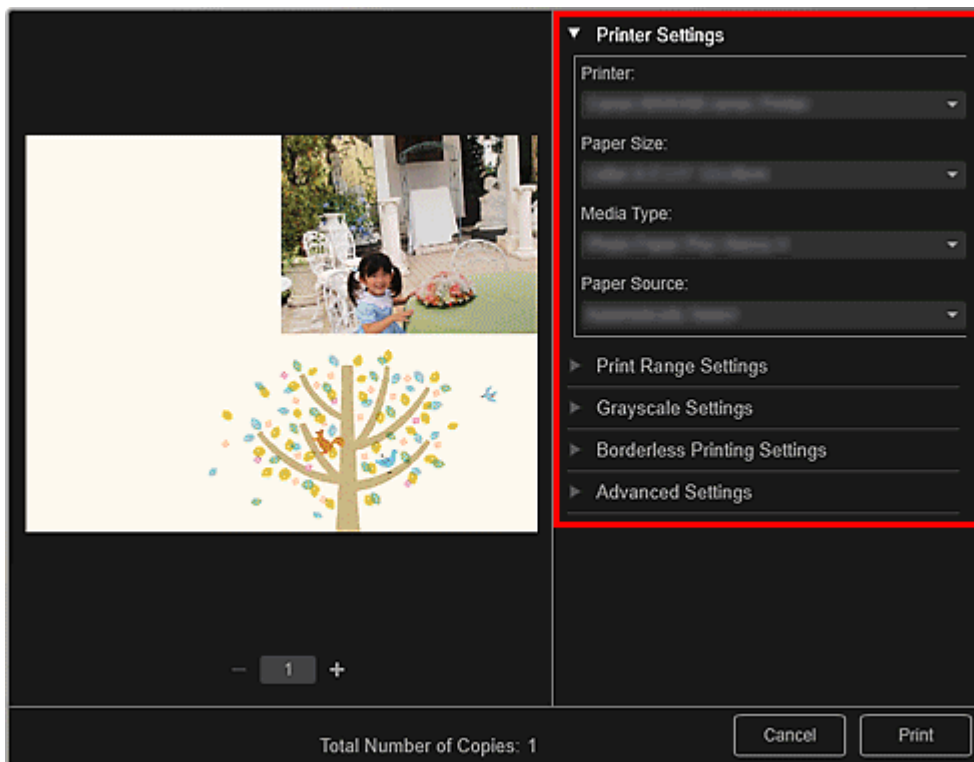 Printer Settings
Printer:
Paper Size:
Media Type:
Paper Source:
Print Range Settings
Grayscale Settings
Borderless Printing Settings
Advanced Settings
1
Total Number of Copies: 1
Cancel
Print